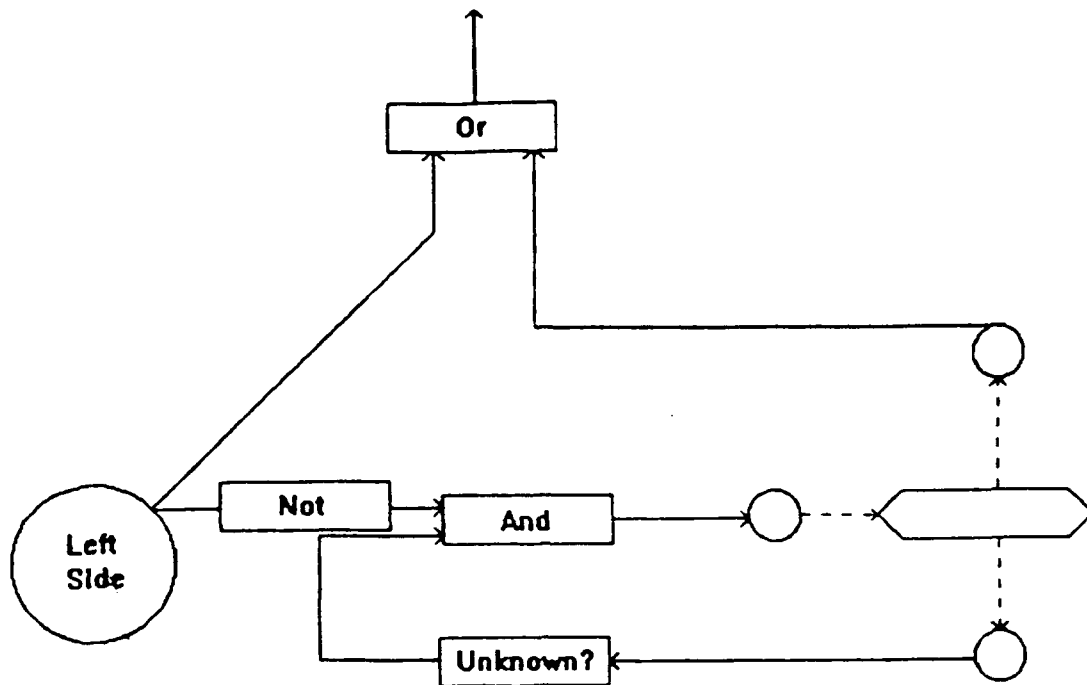 Or
Not
And
Left
Side
Unknown?